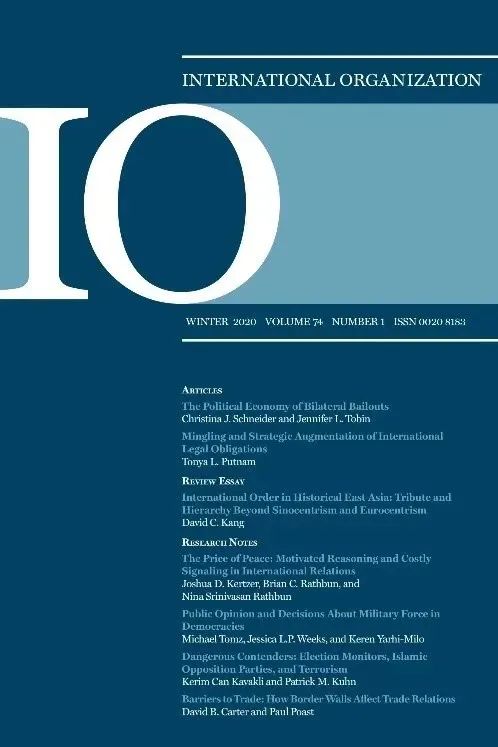 INTERNATIONAL ORGANIZATION
IO
WINTER 2020 VOLUME 74 NUMBER 1 ISSN 0020 8183
ARTICLES
The Political Economy of Bilateral Bailouts
Christina J. Schneider and Jennifer L. Tobin
Mingling and Strategic Augmentation of International
Legal Obligations
Tonya L. Putnam
REVIEW ESSAY
International Order in Historical East Asia: Tribute and
Hierarchy Beyond Sinocentrism and Eurocentrism
David C. Kang
RESEARCH NOTES
The Price of Peace: Motivated Reasoning and Costly
Signaling in International Relations
Joshua D. Kertzer, Brian C. Rathbun, and
Nina Srinivasan Rathbun
Public Opinion and Decisions About Military Force in
Democracies
Michael Tomz, Jessica L.P. Weeks, and Keren Yarhi-Milo
Dangerous Contenders: Election Monitors, Islamic
Opposition Parties, and Terrorism
Kerim Can Kavakli and Patrick M. Kuhn
Barriers to Trade: How Border Walls Affect Trade Relations
David B. Carter and Paul Poast